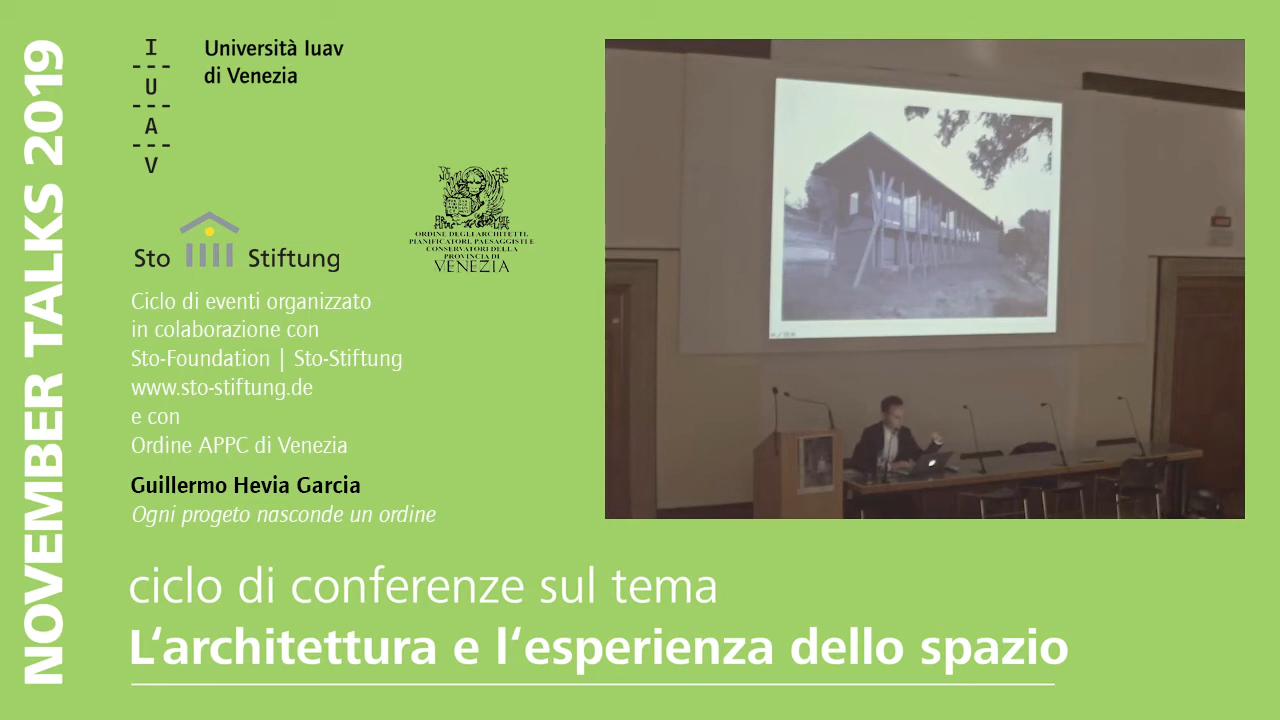 NOVEMBER TALKS 2019
I
U
A
V
Università Iuav
di Venezia
Sto Stiftung
ORDINE DEGLI ARCHITETTI,
PIANIFICATORI, PAESAGGISTI E
CONSERVATORI DELLA
PROVINCIA DI
VENEZIA
Ciclo di eventi organizzato
in colaborazione con
Sto-Foundation | Sto-Stiftung
www.sto-stiftung.de
e con
Ordine APPC di Venezia
Guillermo Hevia Garcia
Ogni progeto nasconde un ordine
ciclo di conferenze sul tema
L‘architettura e l‘esperienza dello spazio